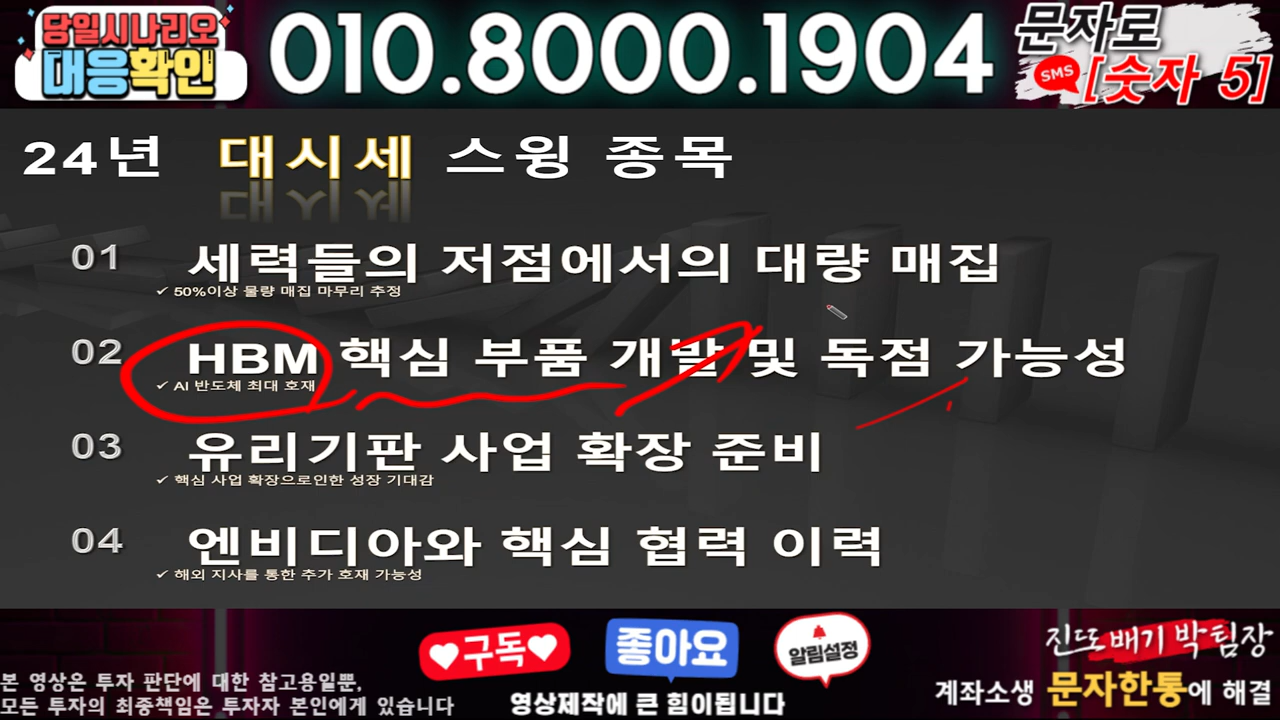 당일시나리오
대응확인
010.8000.1904
문자로
SMS
[숫자 5]
24년 대시세 스윙 종목
01 세력들의 저점에서의 대량 매집
✓ 50%이상 물량 매집 마무리 추정
02 HBM 핵심 부품 개발 및 독점 가능성
✓ AI 반도체 최대 호재
03 유리기판 사업 확장 준비
✓ 핵심 사업 확장으로인한 성장 기대감
04 엔비디아와 핵심 협력 이력
✓ 해외 지사를 통한 추가 호재 가능성
구독
좋아요
알림설정
영상제작에 큰 힘이됩니다
본 영상은 투자 판단에 대한 참고용일뿐,
모든 투자의 최종책임은 투자자 본인에게 있습니다
진또배기 박팀장
계좌소생 문자한통에 해결